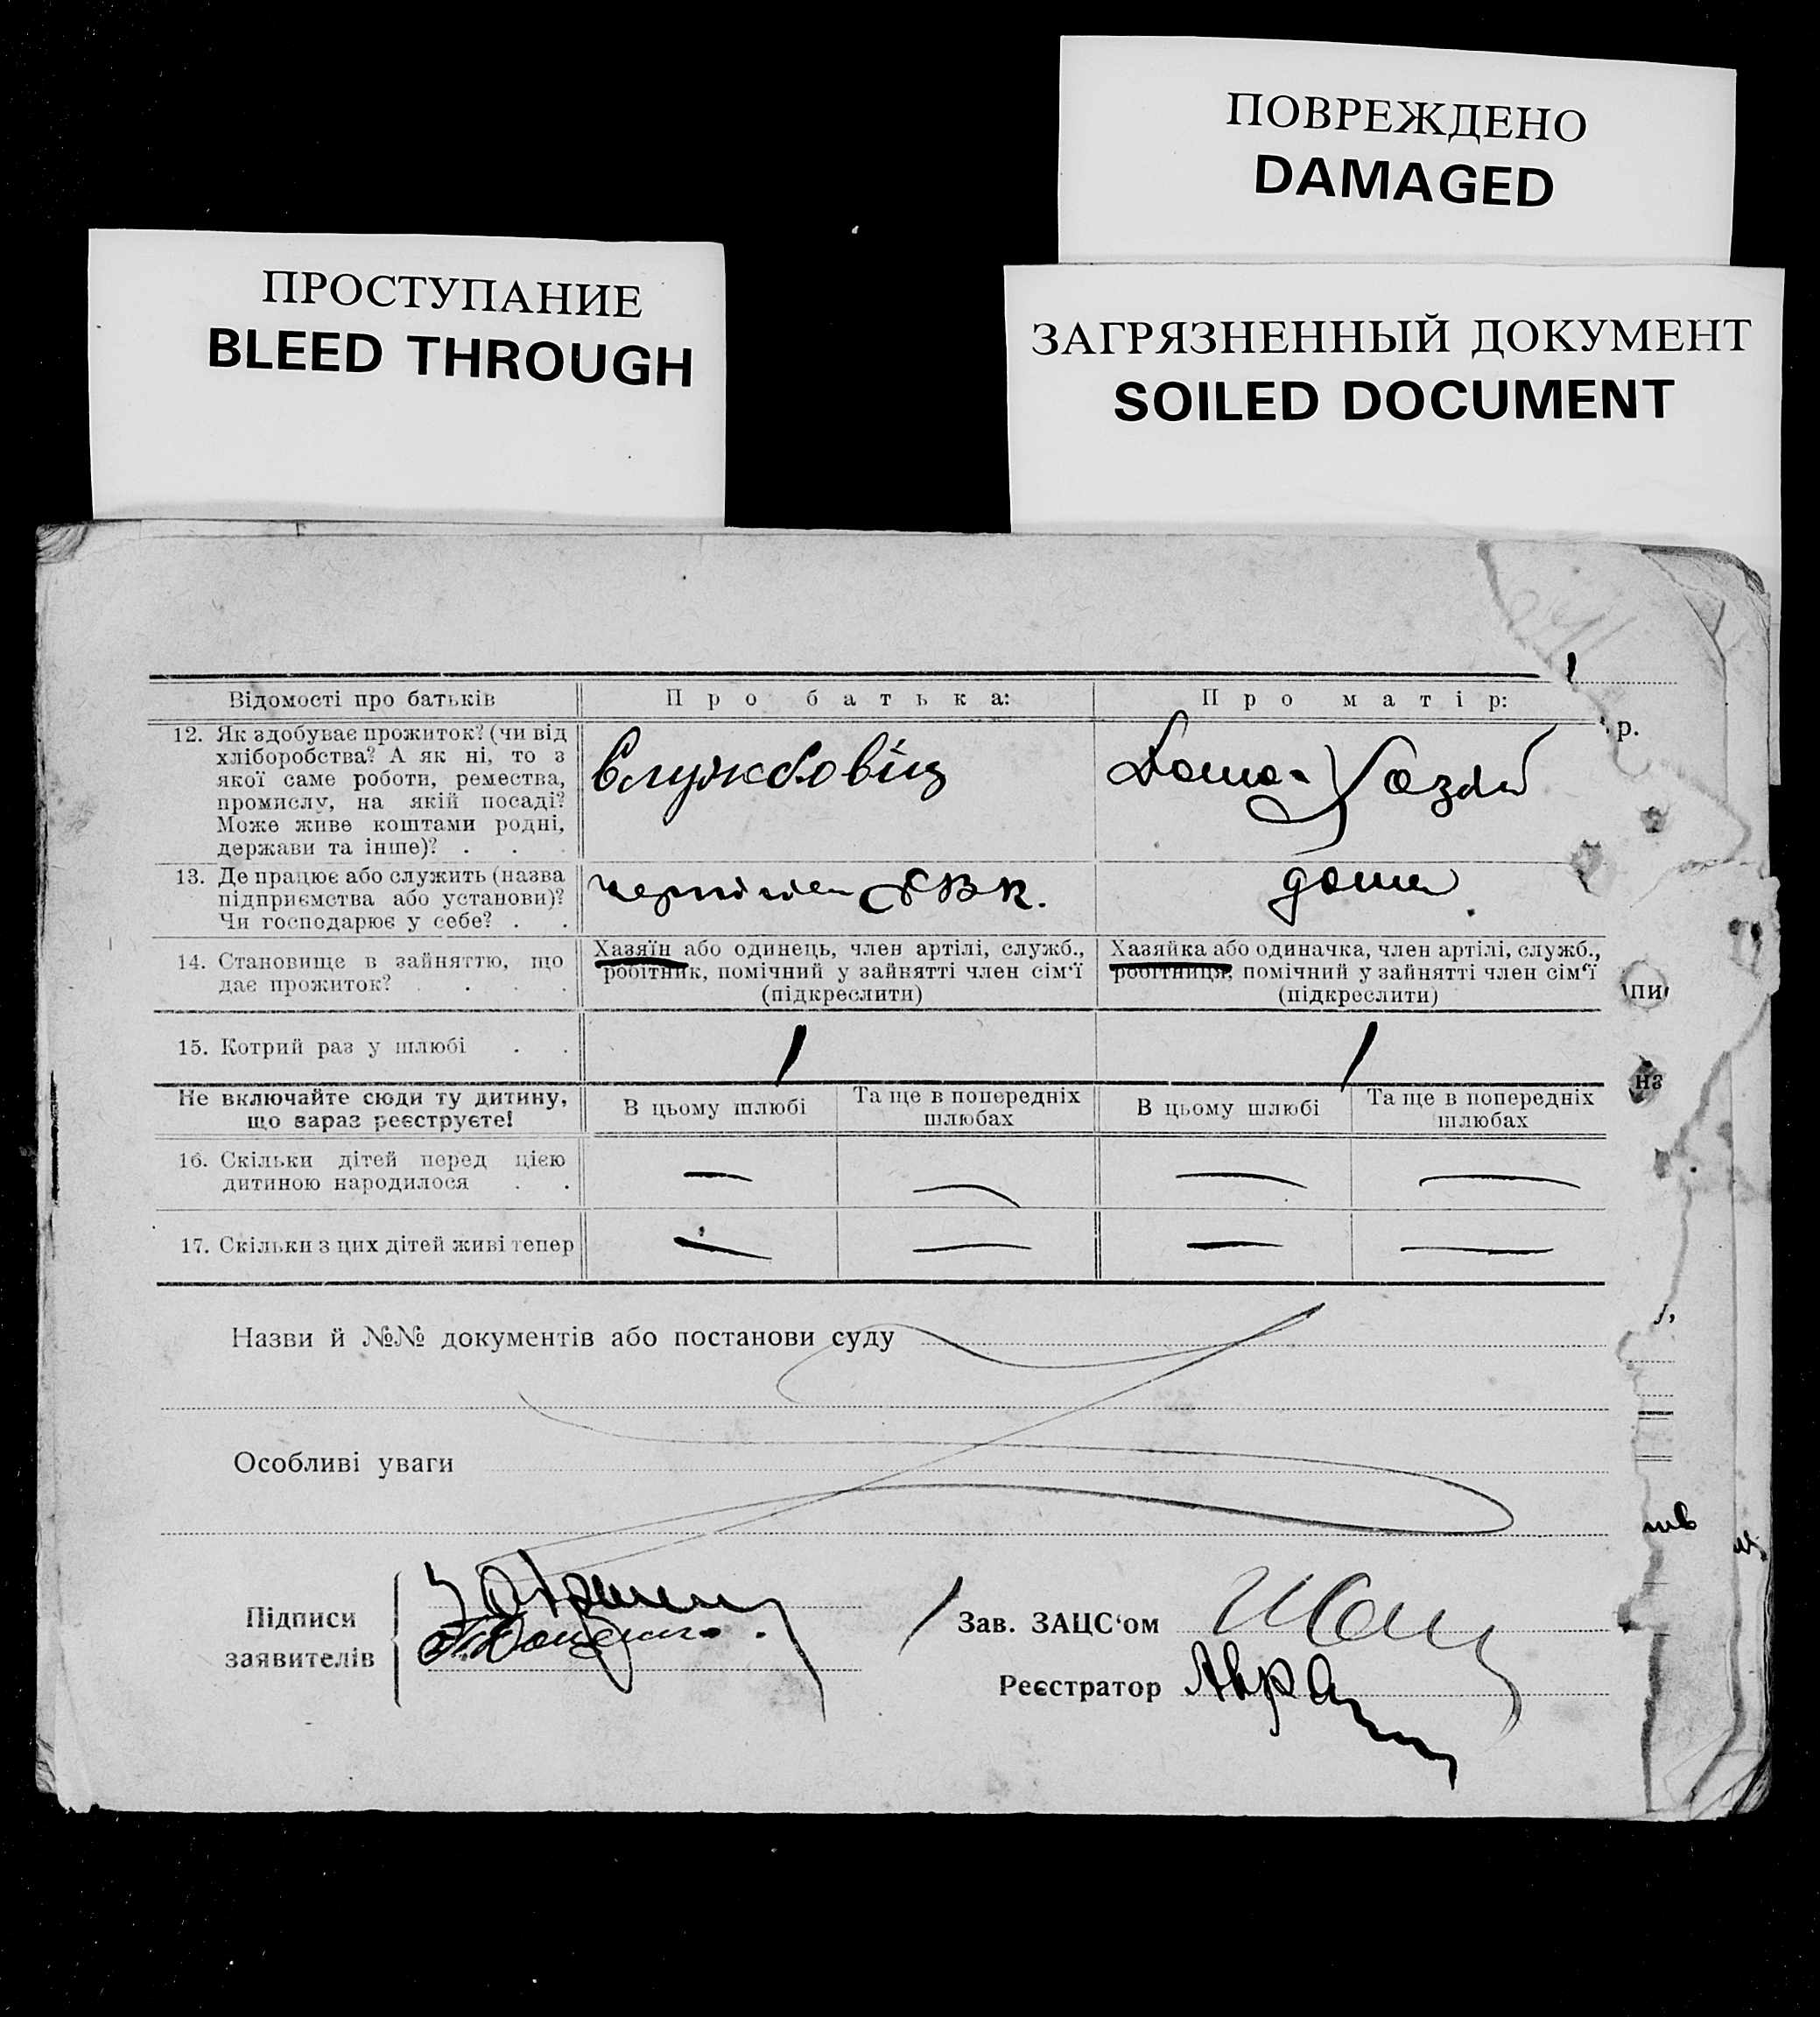 ПОВРЕЖДЕНО
DAMAGED
ПРОСТУПАНИЕ
BLEED THROUGH
ЗАГРЯЗНЕННЫЙ ДОКУМЕНТ
SOILED DOCUMENT
Відомості про батьків
Про батька:
Про матір:
р.
12. Як здобуває прожиток? (чи від
хліборобства? А як ні, то з
якої саме роботи, ремества,
промислу, на якій посаді?
Може живе коштами родні,
держави та інше)? . . .
Службовіц
Дома-
13. Де працює або служить (назва
підприємства або установи)?
Чи господарює у себе? . .
дома
14. Становище в зайняттю, що
дає прожиток? . . . .
Хазяїн або одинець, член артілі, служб.,
робітник, помічний у зайнятті член сім'ї
(підкреслити)
Хазяйка або одиначка, член артілі, служб.,
робітниця, помічний у зайнятті член сім'ї
(підкреслити)
пи
15. Котрий раз у шлюбі . .
1
1
на
Не включайте сюди ту дитину,
що зараз реєструєте!
В цьому шлюбі
Та ще в попередніх
шлюбах
В цьому шлюбі
Та ще в попередніх
шлюбах
16. Скільки дітей перед цією
дитиною народилося . .
— — — —
17. Скільки з цих дітей живі тепер
— — — —
Назви й №№ документів або постанови суду
Особливі уваги
Підписи
заявителів
Зав. ЗАЦС'ом
Реєстратор